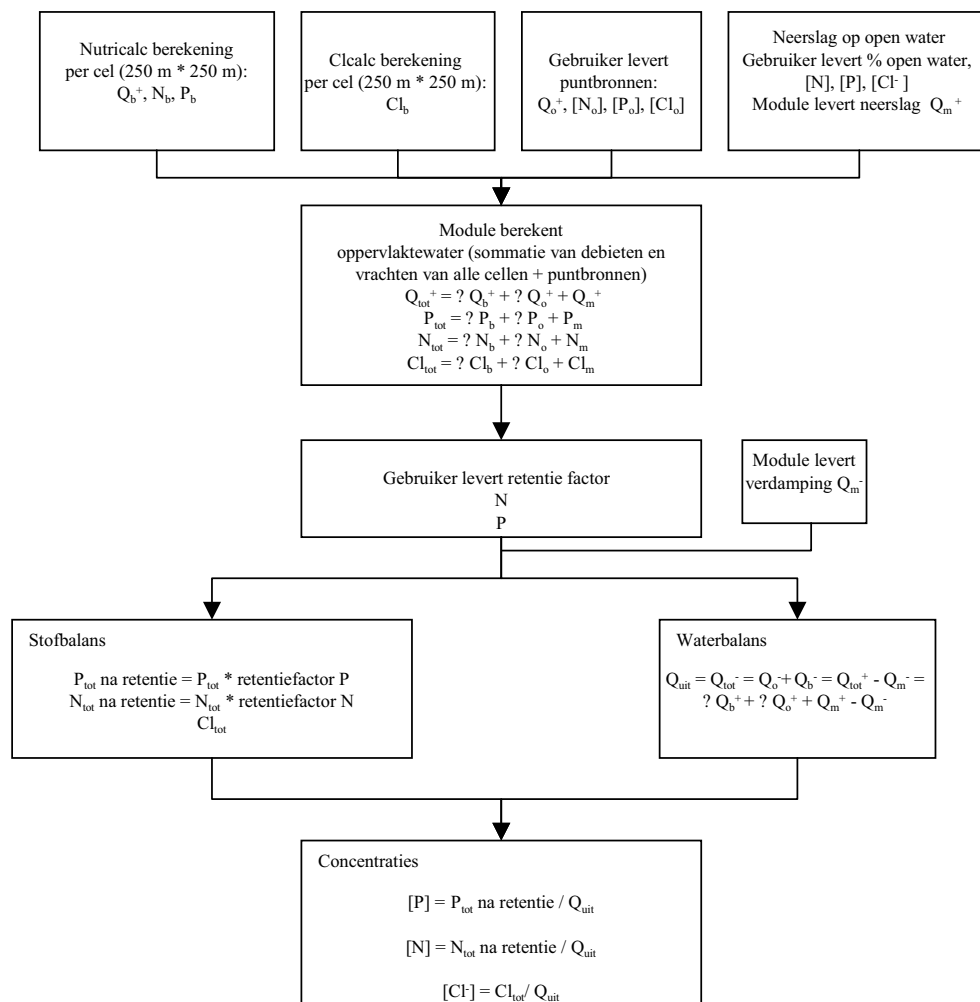 Nutricalc berekening
per cel (250 m * 250 m):
Q_b^+, N_b, P_b
Clcalc berekening
per cel (250 m * 250 m):
Cl_b
Gebruiker levert
puntbronnen:
Q_o^+, [N_o], [P_o], [Cl_o]
Neerslag op open water
Gebruiker levert % open water,
[N], [P], [Cl^- ]
Module levert neerslag Q_m^+
Module berekent
oppervlaktewater (sommatie van debieten en
vrachten van alle cellen + puntbronnen)
Q_tot^+ = ? Q_b^+ + ? Q_o^+ + Q_m^+
P_tot = ? P_b + ? P_o + P_m
N_tot = ? N_b + ? N_o + N_m
Cl_tot = ? Cl_b + ? Cl_o + Cl_m
Gebruiker levert retentie factor
N
P
Module levert
verdamping Q_m^-
Stofbalans
P_tot na retentie = P_tot * retentiefactor P
N_tot na retentie = N_tot * retentiefactor N
Cl_tot
Waterbalans
Q_uit = Q_tot^- = Q_o^- + Q_b^- = Q_tot^+ - Q_m^- =
? Q_b^+ + ? Q_o^+ + Q_m^+ - Q_m^-
Concentraties
[P] = P_tot na retentie / Q_uit
[N] = N_tot na retentie / Q_uit
[Cl^-] = Cl_tot/ Q_uit